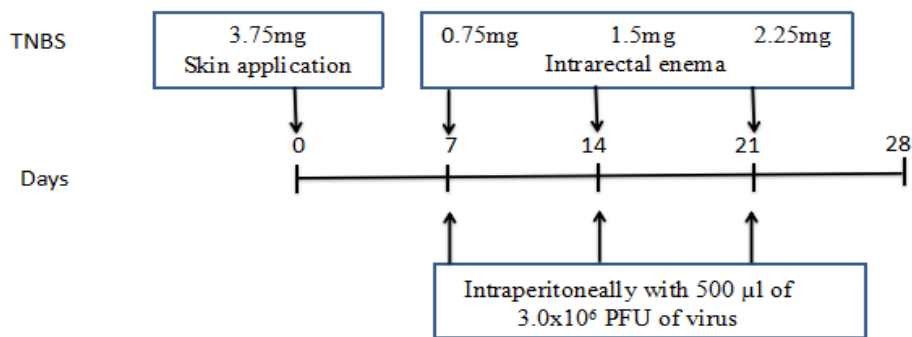 TNBS
3.75mg
Skin application
0.75mg 1.5mg 2.25mg
Intrarectal enema
0 7 14 21 28
Days
Intraperitoneally with 500 µl of
3.0x10⁶ PFU of virus